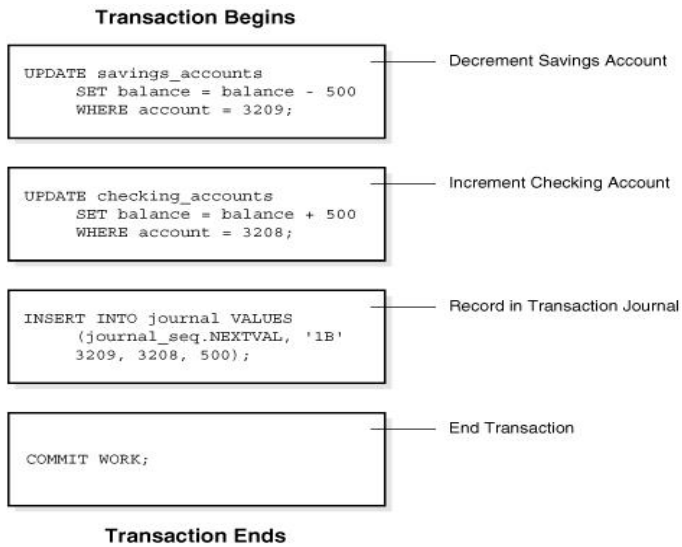 Transaction Begins
UPDATE savings_accounts
SET balance = balance - 500
WHERE account = 3209;
Decrement Savings Account
UPDATE checking_accounts
SET balance = balance + 500
WHERE account = 3208;
Increment Checking Account
INSERT INTO journal VALUES
(journal_seq.NEXTVAL, '1B'
3209, 3208, 500);
Record in Transaction Journal
COMMIT WORK;
End Transaction
Transaction Ends